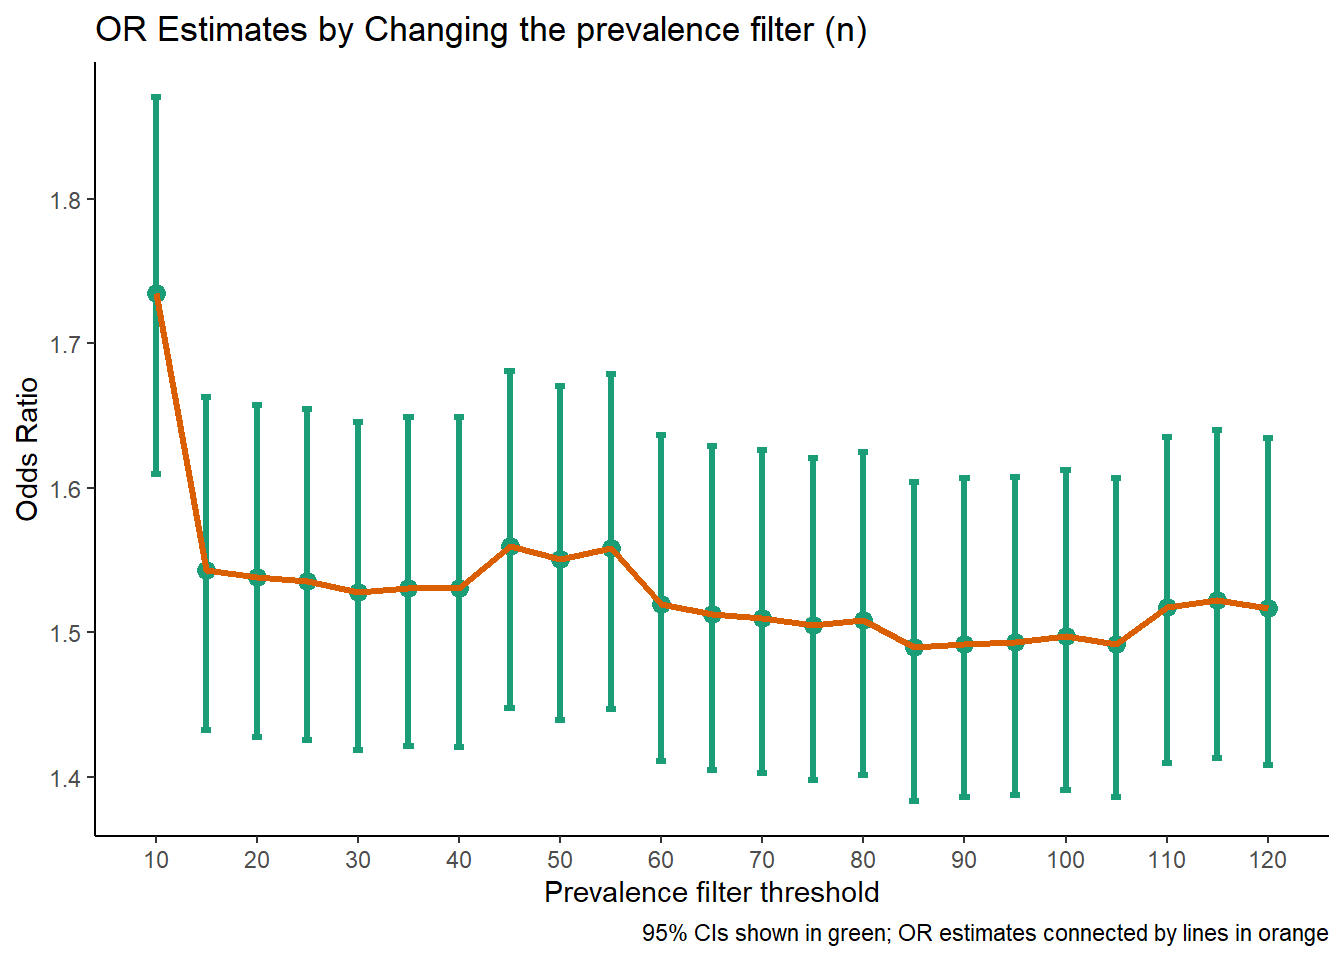 OR Estimates by Changing the prevalence filter (n)
Odds Ratio
1.8
1.7
1.6
1.5
1.4
10 20 30 40 50 60 70 80 90 100 110 120
Prevalence filter threshold
95% CIs shown in green; OR estimates connected by lines in orange